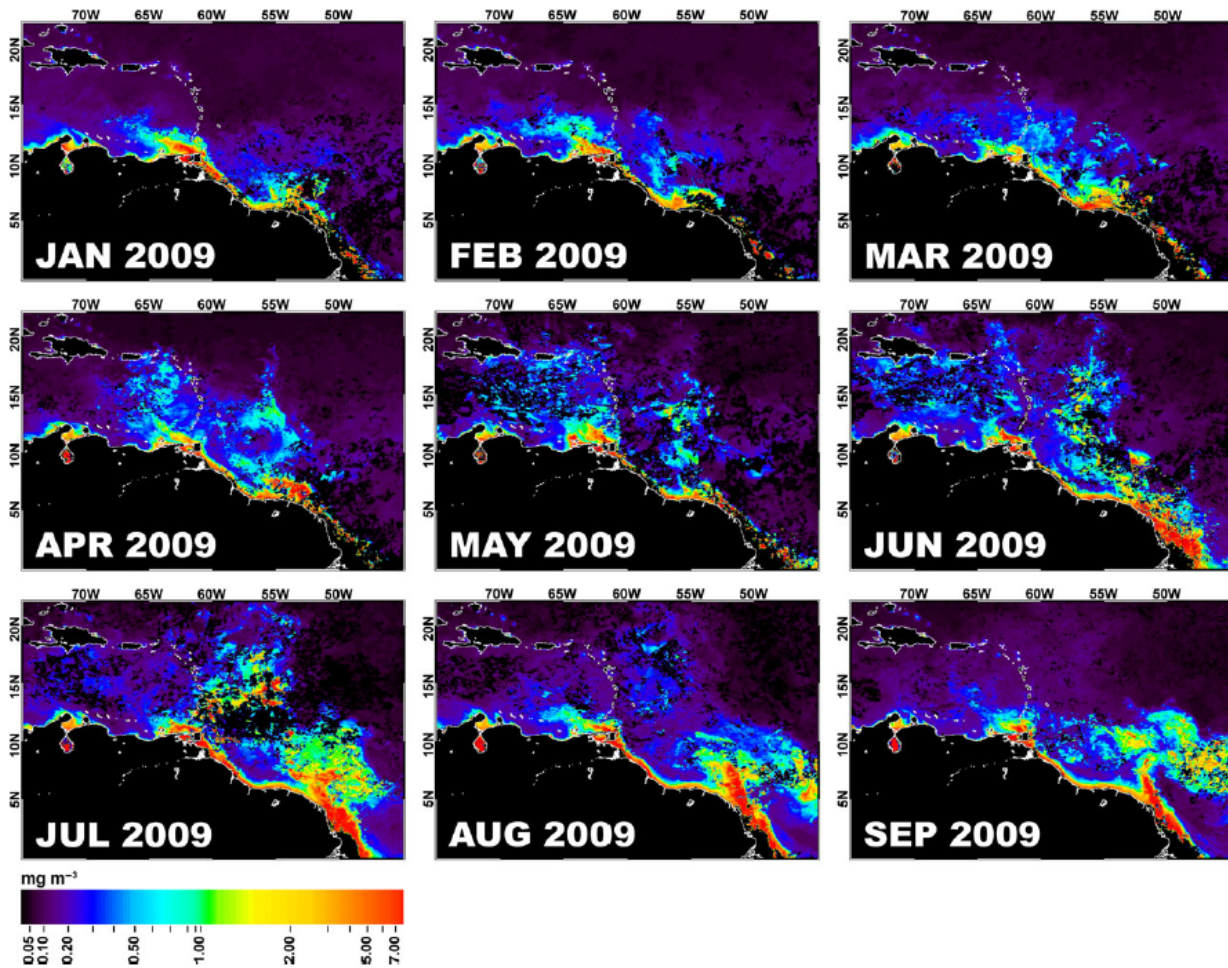 70W 65W 60W 55W 50W 70W 65W 60W 55W 50W 70W 65W 60W 55W 50W
20N 15N 10N 5N 20N 15N 10N 5N 20N 15N 10N 5N
JAN 2009 FEB 2009 MAR 2009
70W 65W 60W 55W 50W 70W 65W 60W 55W 50W 70W 65W 60W 55W 50W
20N 15N 10N 5N 20N 15N 10N 5N 20N 15N 10N 5N
APR 2009 MAY 2009 JUN 2009
70W 65W 60W 55W 50W 70W 65W 60W 55W 50W 70W 65W 60W 55W 50W
20N 15N 10N 5N 20N 15N 10N 5N 20N 15N 10N 5N
JUL 2009 AUG 2009 SEP 2009
mg m⁻³
0.05 0.10 0.20 0.50 1.00 2.00 5.00 7.00